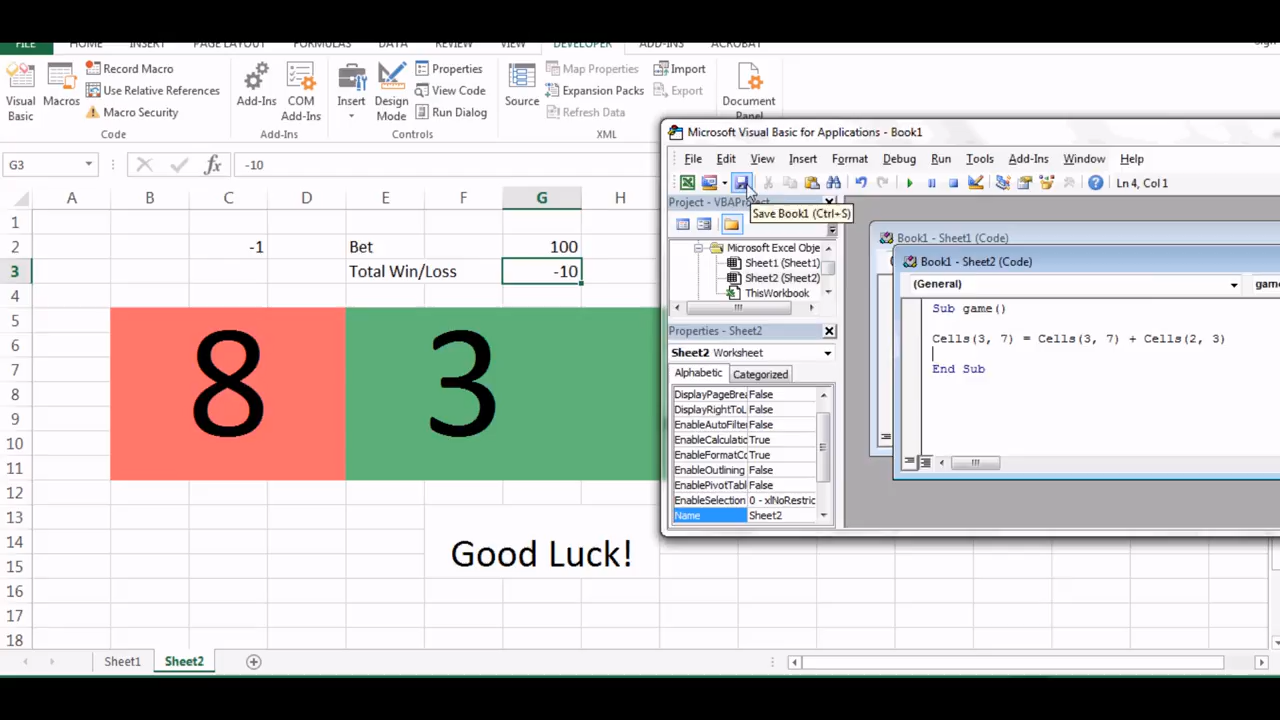 FILE HOME INSERT PAGE LAYOUT FORMULAS DATA REVIEW VIEW DEVELOPER ADD-INS ACROBAT
Visual Basic
Macros
Record Macro
Use Relative References
Macro Security
Code
Add-Ins
COM Add-Ins
Add-Ins
Insert
Design Mode
Properties
View Code
Run Dialog
Controls
Source
Map Properties
Expansion Packs
Refresh Data
Import
Export
XML
Document Panel
G3
fx
-10
A B C D E F G H
1
2 -1 Bet 100
3 Total Win/Loss -10
4
5
6
7
8
9
10
11
12
13
14
15
16
17
18
8 3
Good Luck!
Sheet1 Sheet2
Microsoft Visual Basic for Applications - Book1
File Edit View Insert Format Debug Run Tools Add-Ins Window Help
Ln 4, Col 1
Project - VBAProject
Save Book1 (Ctrl+S)
Microsoft Excel Obje
Sheet1 (Sheet1)
Sheet2 (Sheet2)
ThisWorkbook
Properties - Sheet2
Sheet2 Worksheet
Alphabetic Categorized
DisplayPageBrea False
DisplayRightToL False
EnableAutoFilter False
EnableCalculatio True
EnableFormatCo True
EnableOutlining False
EnablePivotTabl False
EnableSelection 0 - xlNoRestric
Name Sheet2
Book1 - Sheet1 (Code)
Book1 - Sheet2 (Code)
(General) game
Sub game()
Cells(3, 7) = Cells(3, 7) + Cells(2, 3)
End Sub